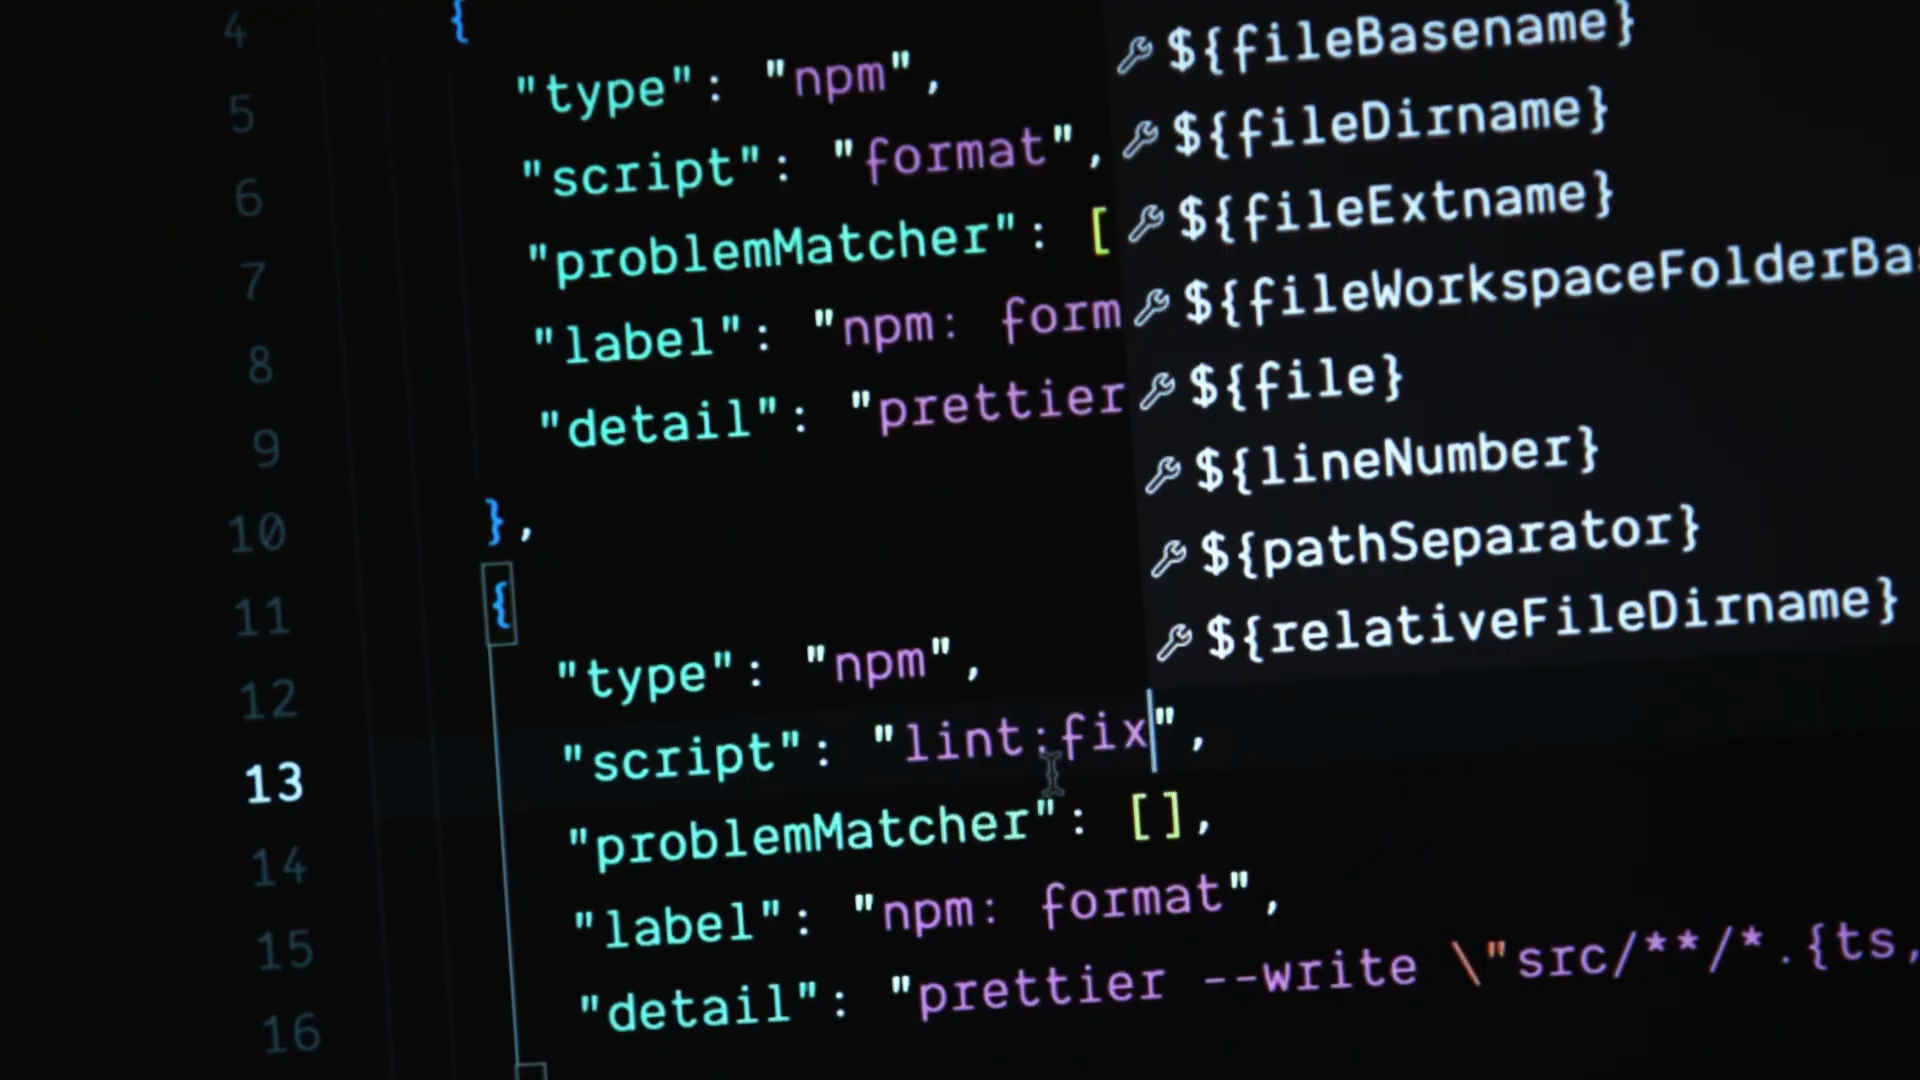 4 {
5 "type": "npm",
6 "script": "format",
7 "problemMatcher": [
8 "label": "npm: form
9 "detail": "prettier
10 },
11 {
12 "type": "npm",
13 "script": "lint:fix",
14 "problemMatcher": [],
15 "label": "npm: format",
16 "detail": "prettier --write \"src/**/*.{ts,
${fileBasename}
${fileDirname}
${fileExtname}
${fileWorkspaceFolderBas
${file}
${lineNumber}
${pathSeparator}
${relativeFileDirname}